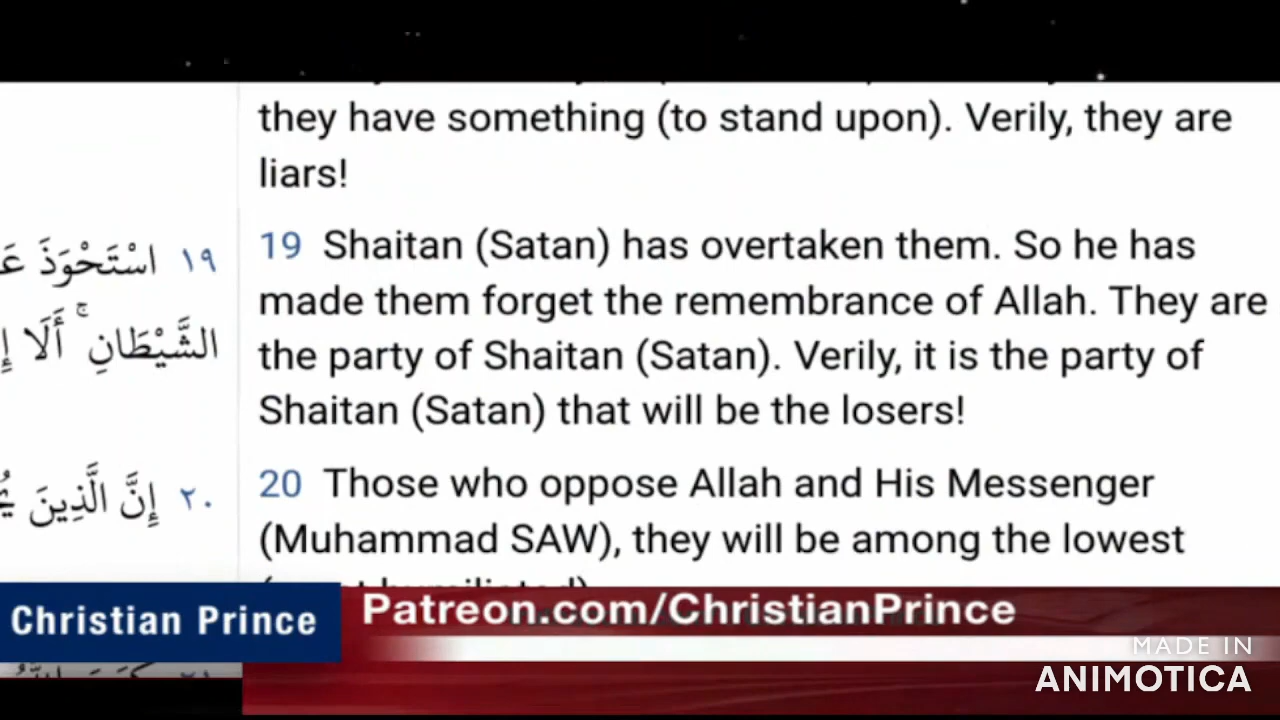 they have something (to stand upon). Verily, they are
liars!
١٩ اسْتَحْوَذَ
19 Shaitan (Satan) has overtaken them. So he has
made them forget the remembrance of Allah. They are
الشَّيْطَانِ ۚ أَلَا
the party of Shaitan (Satan). Verily, it is the party of
Shaitan (Satan) that will be the losers!
٢٠ إِنَّ الَّذِينَ
20 Those who oppose Allah and His Messenger
(Muhammad SAW), they will be among the lowest
Christian Prince
Patreon.com/ChristianPrince
MADE IN
ANIMOTICA